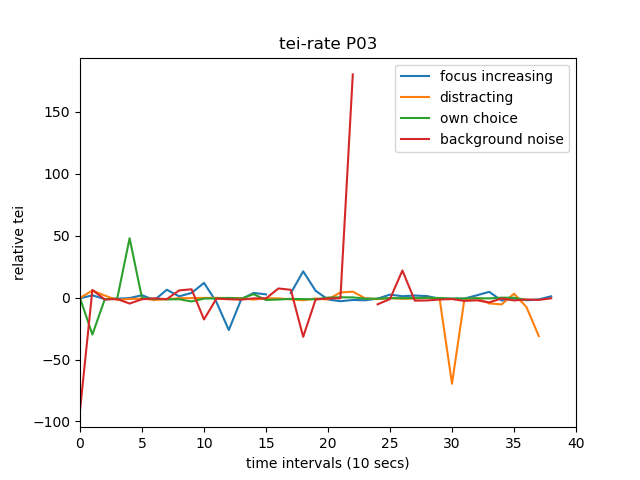 tei-rate P03
focus increasing
distracting
own choice
background noise
relative tei
150
100
50
0
−50
−100
0 5 10 15 20 25 30 35 40
time intervals (10 secs)